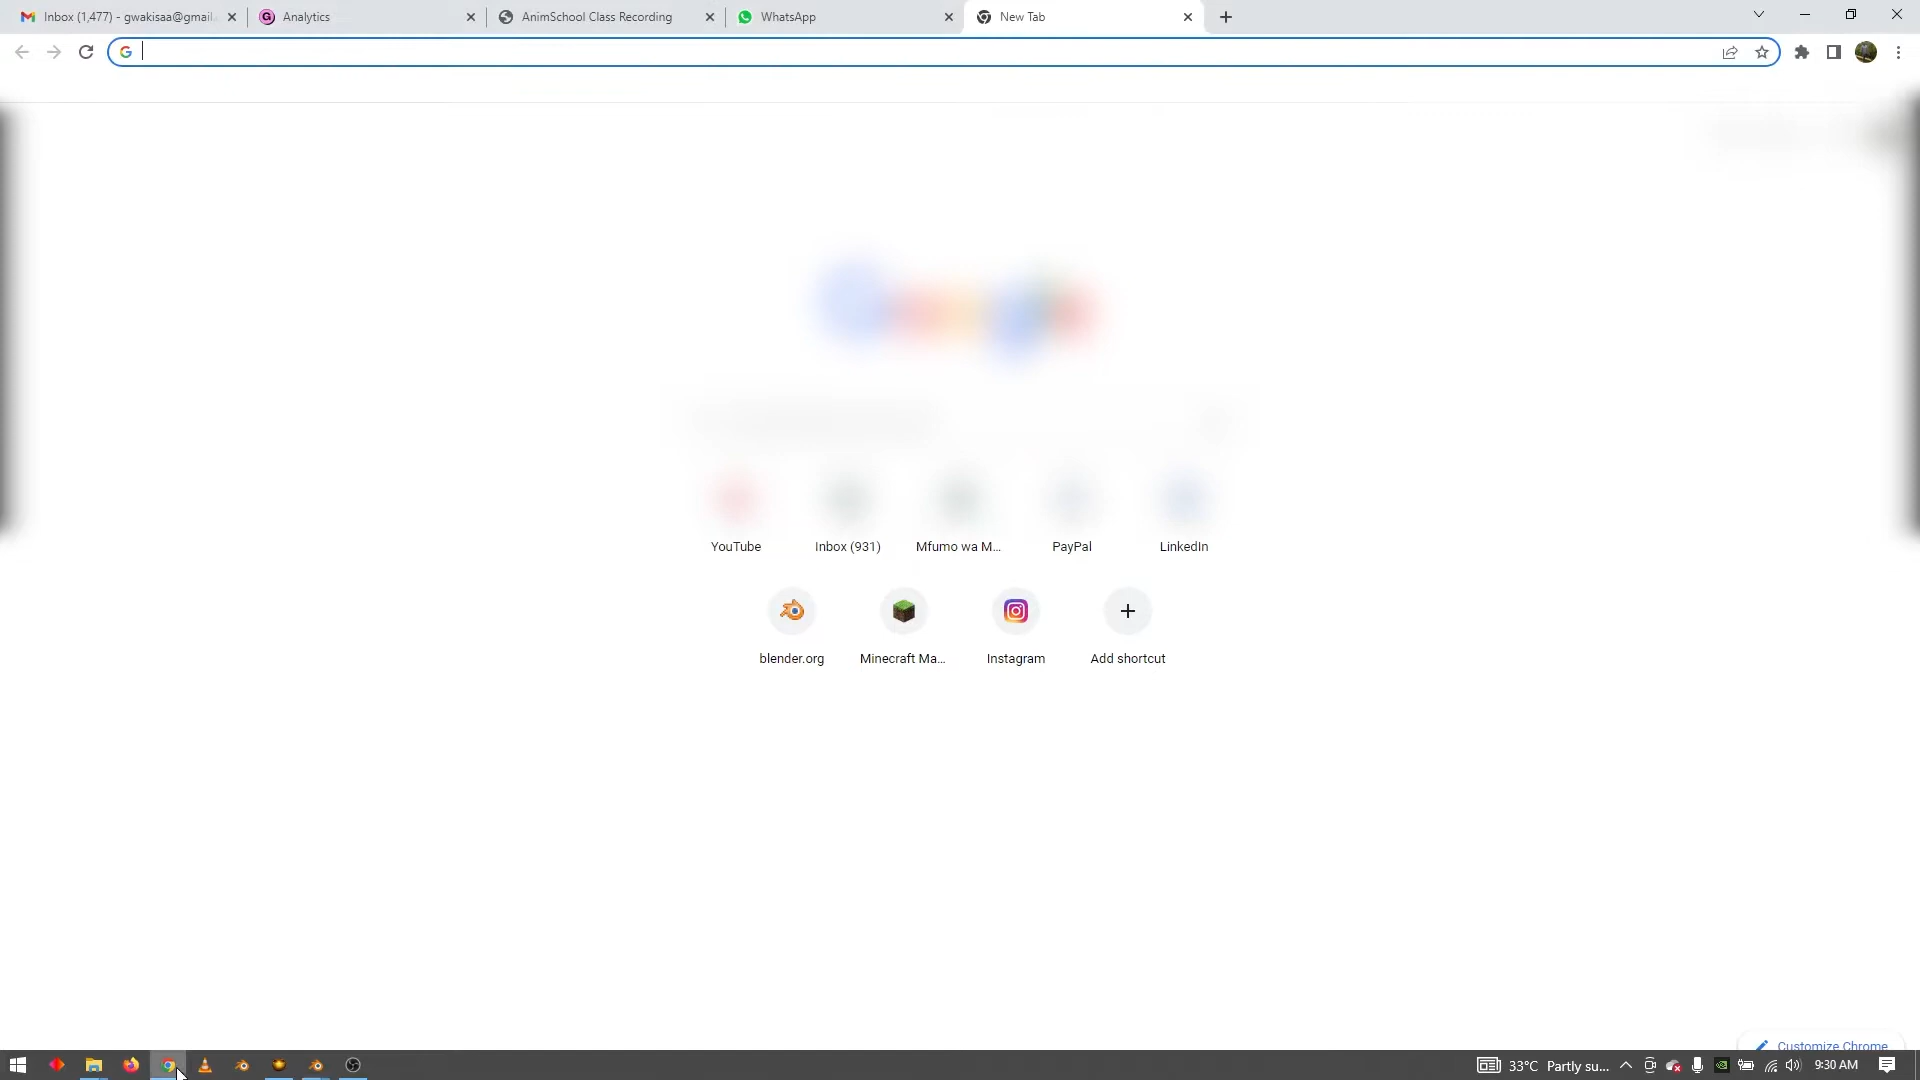 Inbox (1,477) - gwakisaa@gmail
Analytics
AnimSchool Class Recording
WhatsApp
New Tab
YouTube
Inbox (931)
Mfumo wa M...
PayPal
LinkedIn
blender.org
Minecraft Ma...
Instagram
Add shortcut
Customize Chrome
33°C Partly su...
9:30 AM